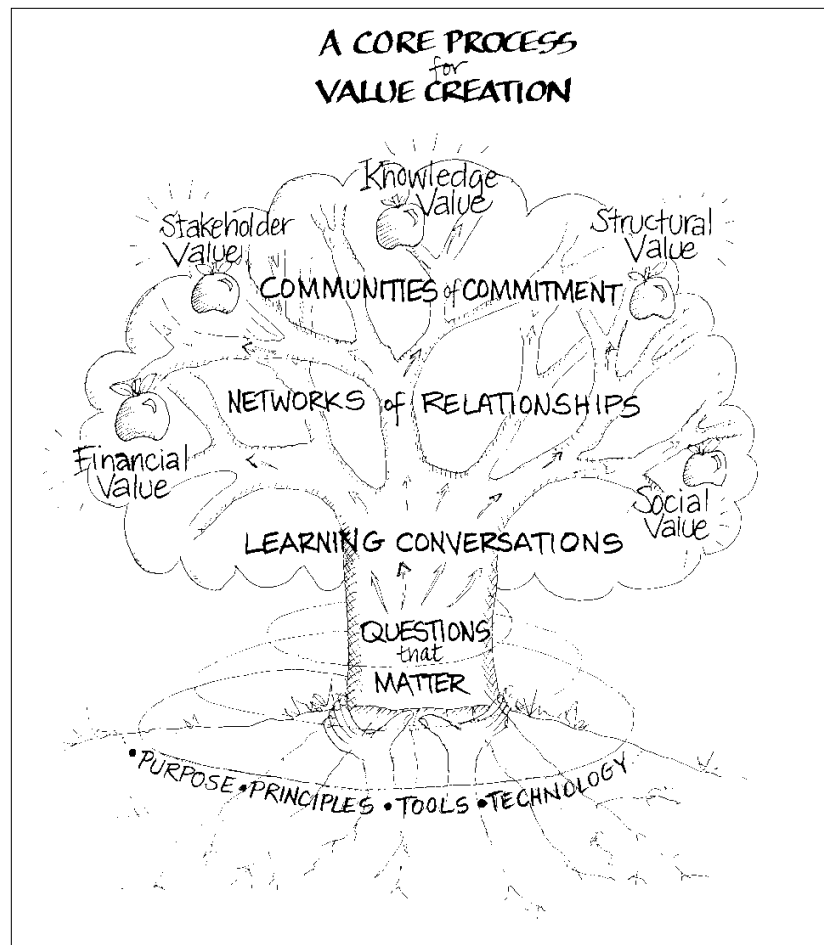 A CORE PROCESS
for
VALUE CREATION
Knowledge
Value
Stakeholder
Value
Structural
Value
COMMUNITIES of COMMITMENT
NETWORKS of RELATIONSHIPS
Financial
Value
Social
Value
LEARNING CONVERSATIONS
QUESTIONS
that
MATTER
• PURPOSE • PRINCIPLES • TOOLS • TECHNOLOGY